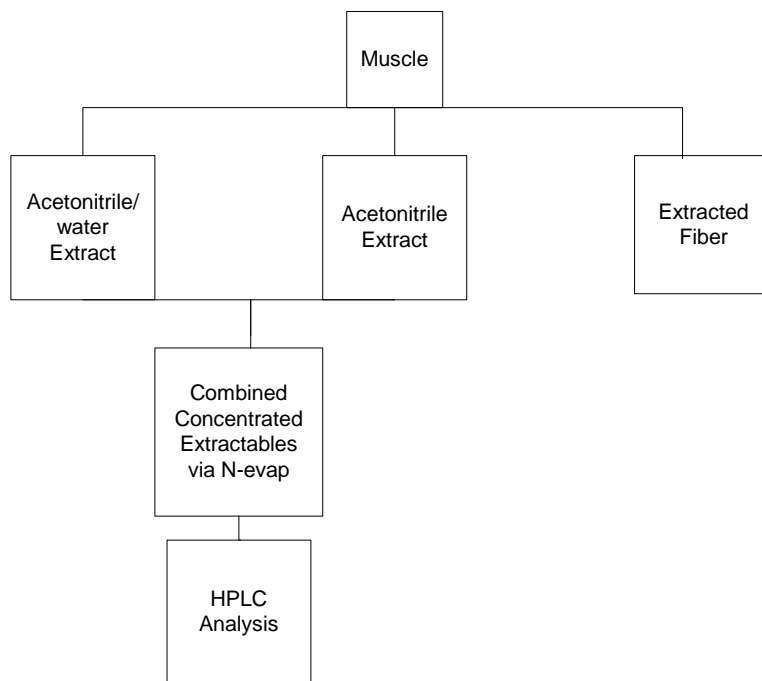 Muscle
Acetonitrile/
water
Extract
Acetonitrile
Extract
Extracted
Fiber
Combined
Concentrated
Extractables
via N-evap
HPLC
Analysis